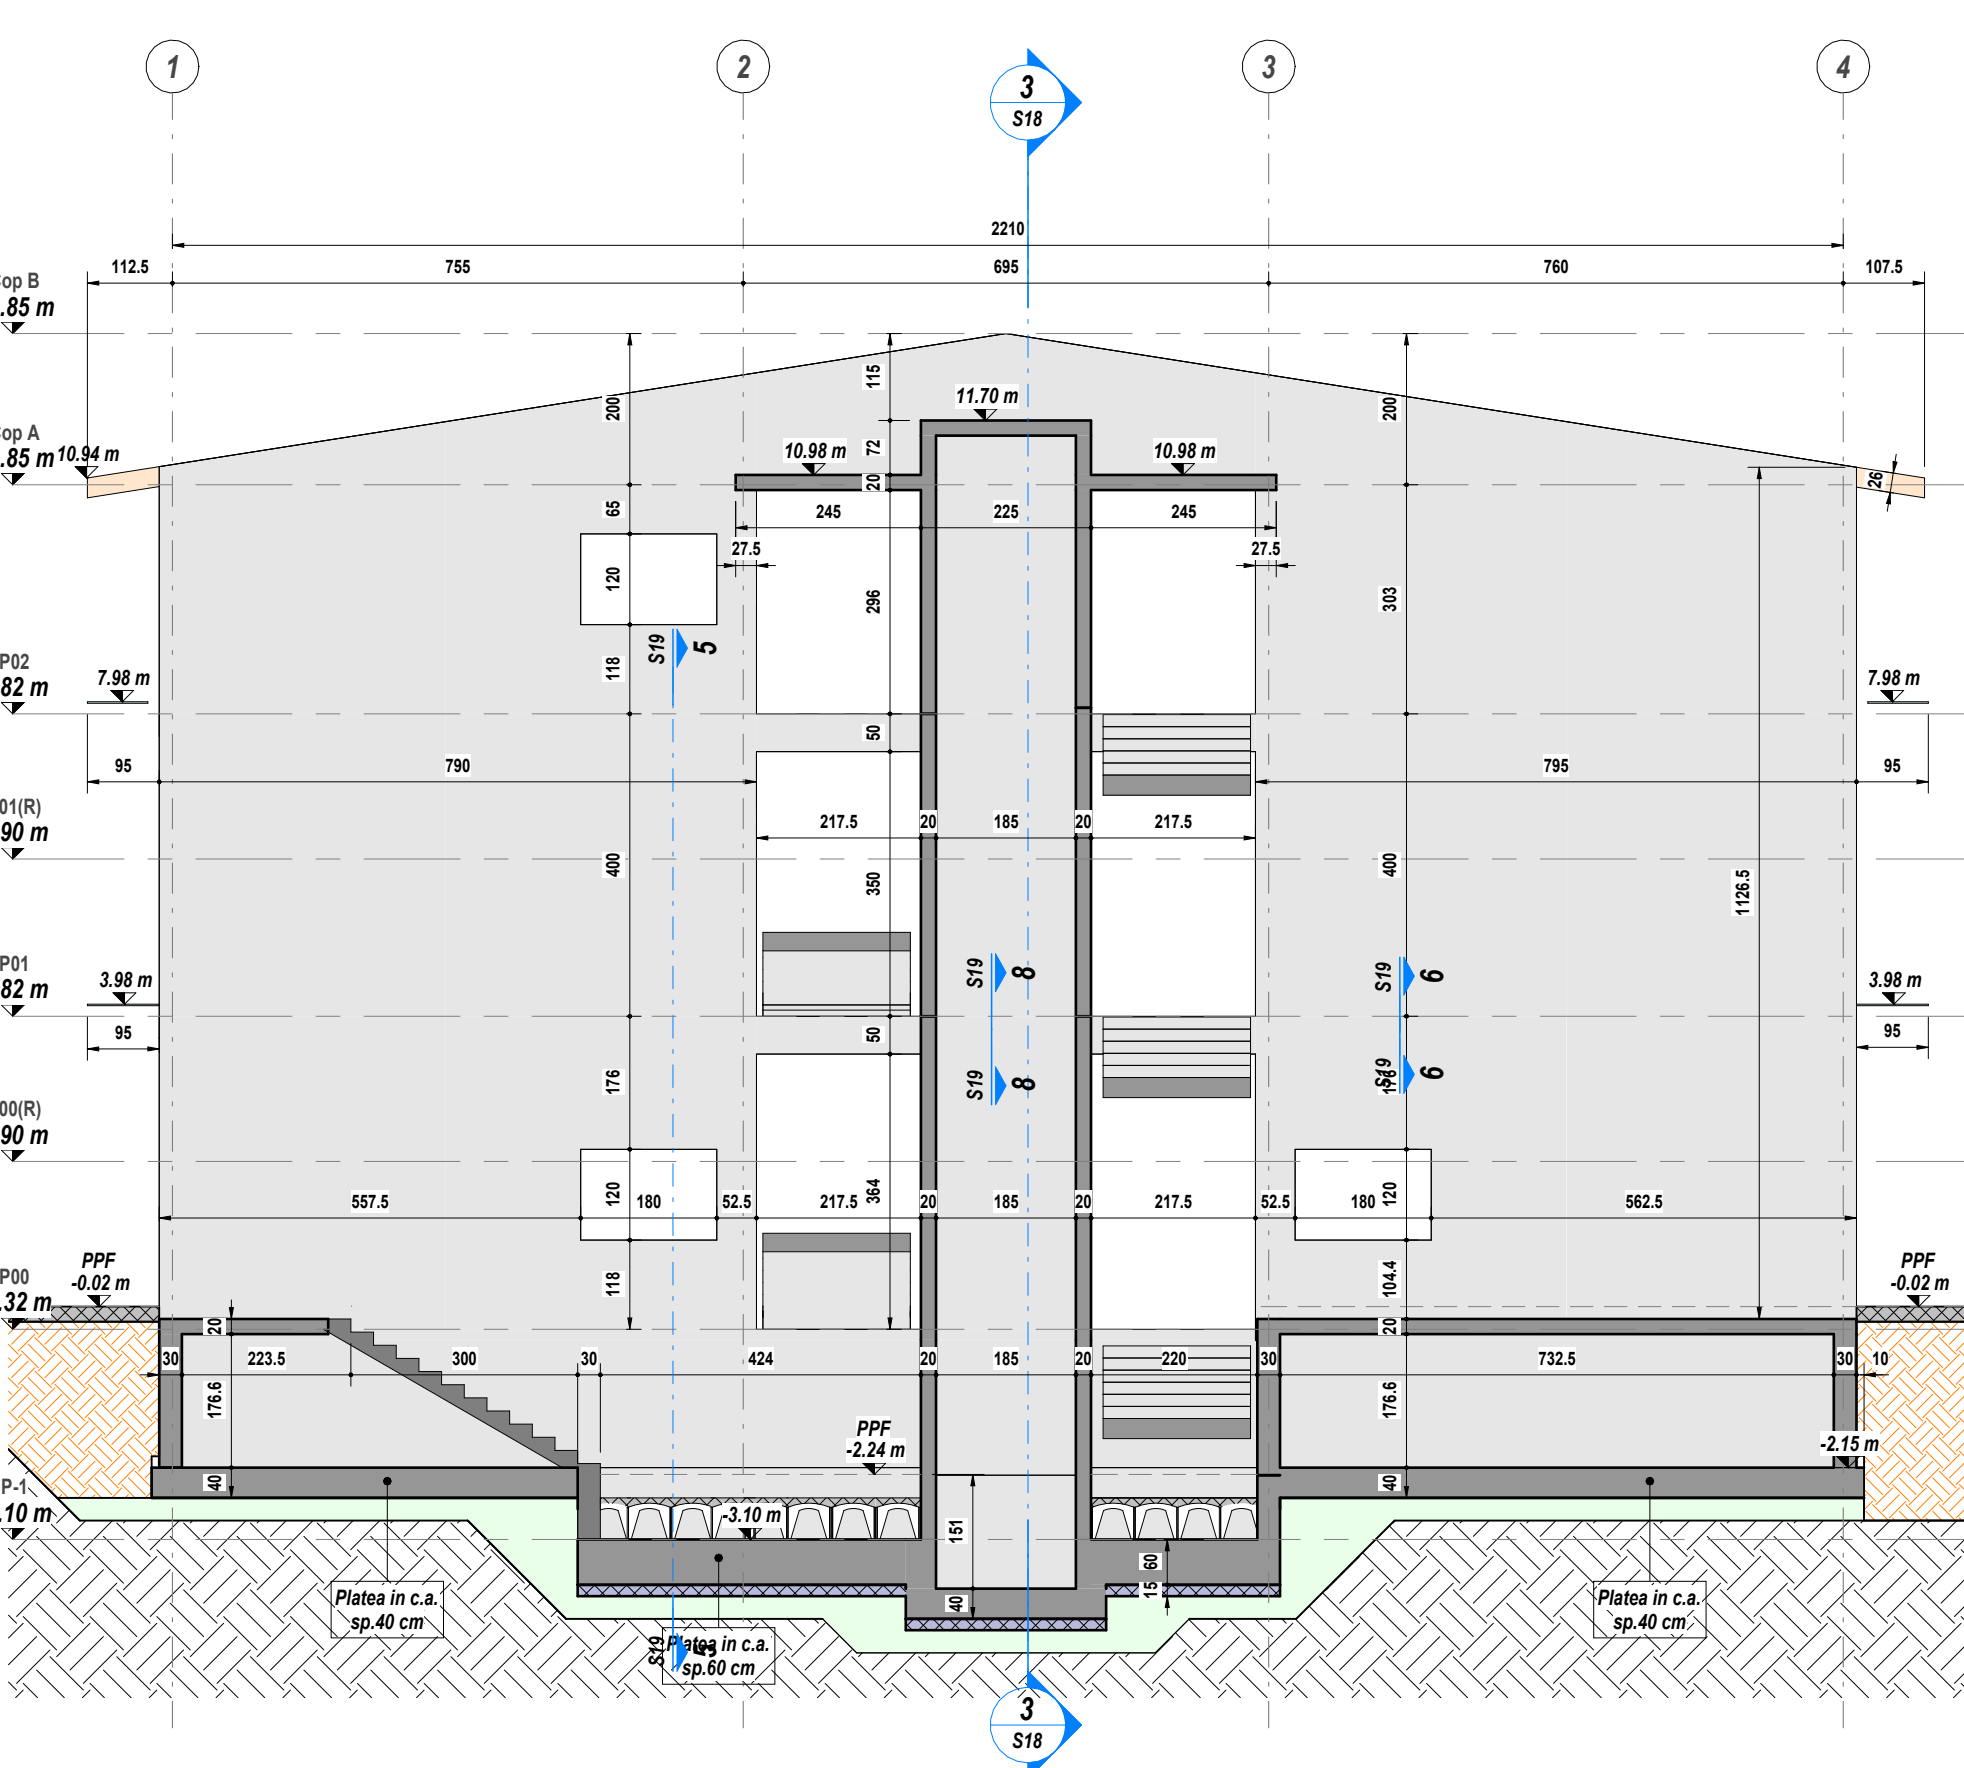 1
2
3
4
3
S18
2210
112.5
755
695
760
107.5
op B
.85 m
115
200
200
11.70 m
op A
.85 m
10.94 m
10.98 m
10.98 m
72
20
26
65
245
225
245
27.5
27.5
120
296
303
S19
5
118
P02
82 m
7.98 m
7.98 m
50
95
790
795
95
01(R)
90 m
217.5
20
185
20
217.5
400
350
400
1126.5
P01
82 m
3.98 m
S19
8
S19
6
3.98 m
95
50
95
176
S19
8
S19
6
176
00(R)
90 m
557.5
120
180
52.5
217.5
364
20
185
20
217.5
52.5
180
120
562.5
PPF
-0.02 m
118
104.4
PPF
-0.02 m
P00
.32 m
20
20
30
223.5
300
30
424
20
185
20
220
30
732.5
30
10
176.6
176.6
PPF
-2.24 m
-2.15 m
40
40
P-1
.10 m
-3.10 m
151
60
15
40
Platea in c.a.
sp.40 cm
Platea in c.a.
sp.60 cm
S19
5
Platea in c.a.
sp.40 cm
3
S18